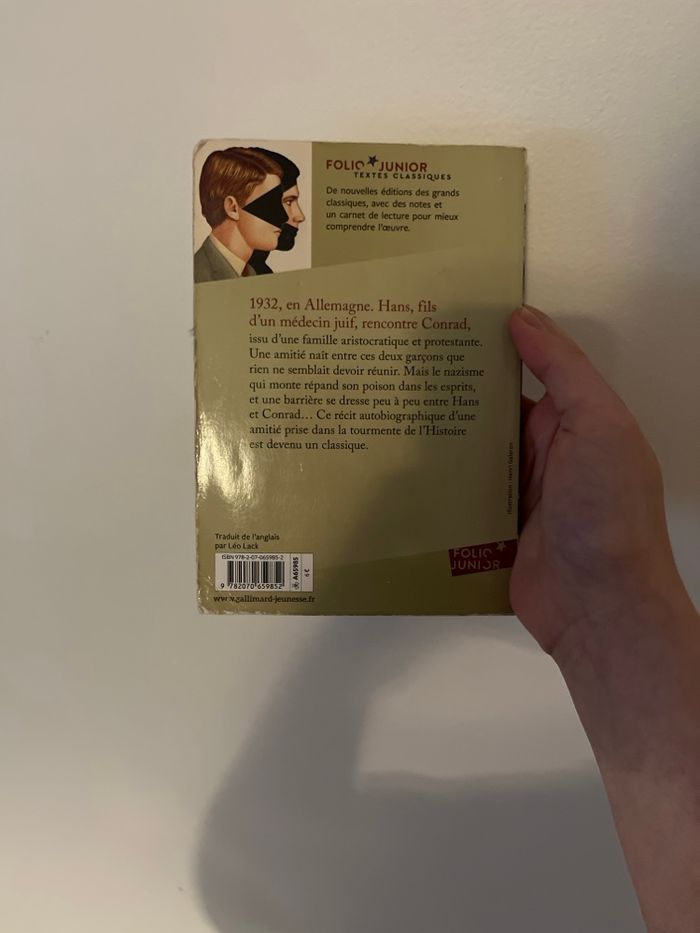 FOLIO JUNIOR
TEXTES CLASSIQUES
De nouvelles éditions des grands
classiques, avec des notes et
un carnet de lecture pour mieux
comprendre l'œuvre.
1932, en Allemagne. Hans, fils
d'un médecin juif, rencontre Conrad,
issu d'une famille aristocratique et protestante.
Une amitié naît entre ces deux garçons que
rien ne semblait devoir réunir. Mais le nazisme
qui monte répand son poison dans les esprits,
et une barrière se dresse peu à peu entre Hans
et Conrad… Ce récit autobiographique d'une
amitié prise dans la tourmente de l'Histoire
est devenu un classique.
Illustration : Henri Galeron
Traduit de l'anglais
par Léo Lack
ISBN 978-2-07-065985-2
9 782070 659852
A65985
6 €
www.gallimard-jeunesse.fr
FOLIO
JUNIOR